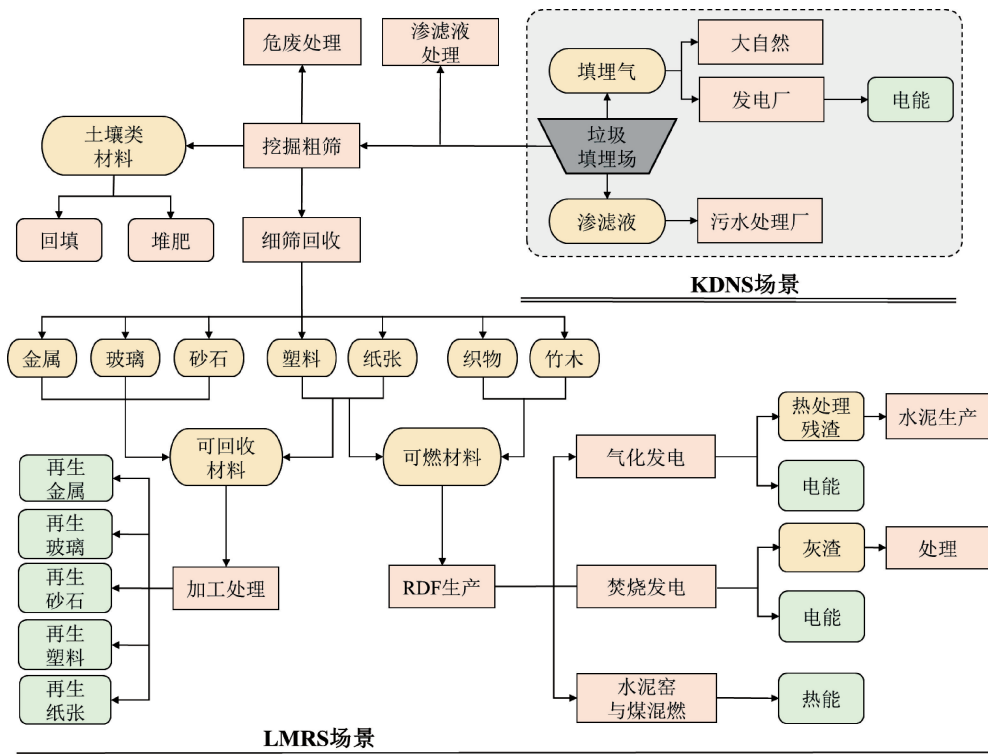 危废处理
渗滤液
处理
填埋气
大自然
发电厂
电能
土壤类
材料
挖掘粗筛
垃圾
填埋场
回填
堆肥
细筛回收
渗滤液
污水处理厂
KDNS场景
金属
玻璃
砂石
塑料
纸张
织物
竹木
可回收
材料
可燃材料
气化发电
热处理
残渣
水泥生产
电能
再生
金属
再生
玻璃
再生
砂石
再生
塑料
再生
纸张
加工处理
RDF生产
焚烧发电
灰渣
处理
电能
水泥窑
与煤混燃
热能
LMRS场景